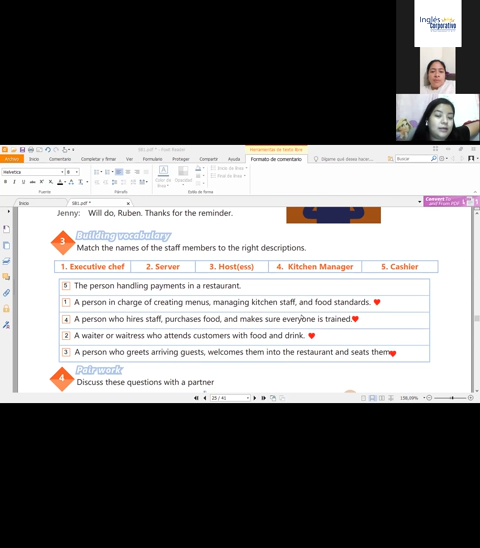 Inglés
Corporativo
SB1.pdf * - Foxit Reader
Herramientas de texto libre
Archivo Inicio Comentario Completar y firmar Ver Formulario Proteger Compartir Ayuda Formato de comentario Dígame qué desea hacer... Buscar
Helvetica 8
Inicio SB1.pdf *
Jenny: Will do, Ruben. Thanks for the reminder.
3 Building vocabulary
Match the names of the staff members to the right descriptions.
1. Executive chef 2. Server 3. Host(ess) 4. Kitchen Manager 5. Cashier
5 The person handling payments in a restaurant.
1 A person in charge of creating menus, managing kitchen staff, and food standards.
4 A person who hires staff, purchases food, and makes sure everyone is trained.
2 A waiter or waitress who attends customers with food and drink.
3 A person who greets arriving guests, welcomes them into the restaurant and seats them
4 Pair work
Discuss these questions with a partner
25 / 41